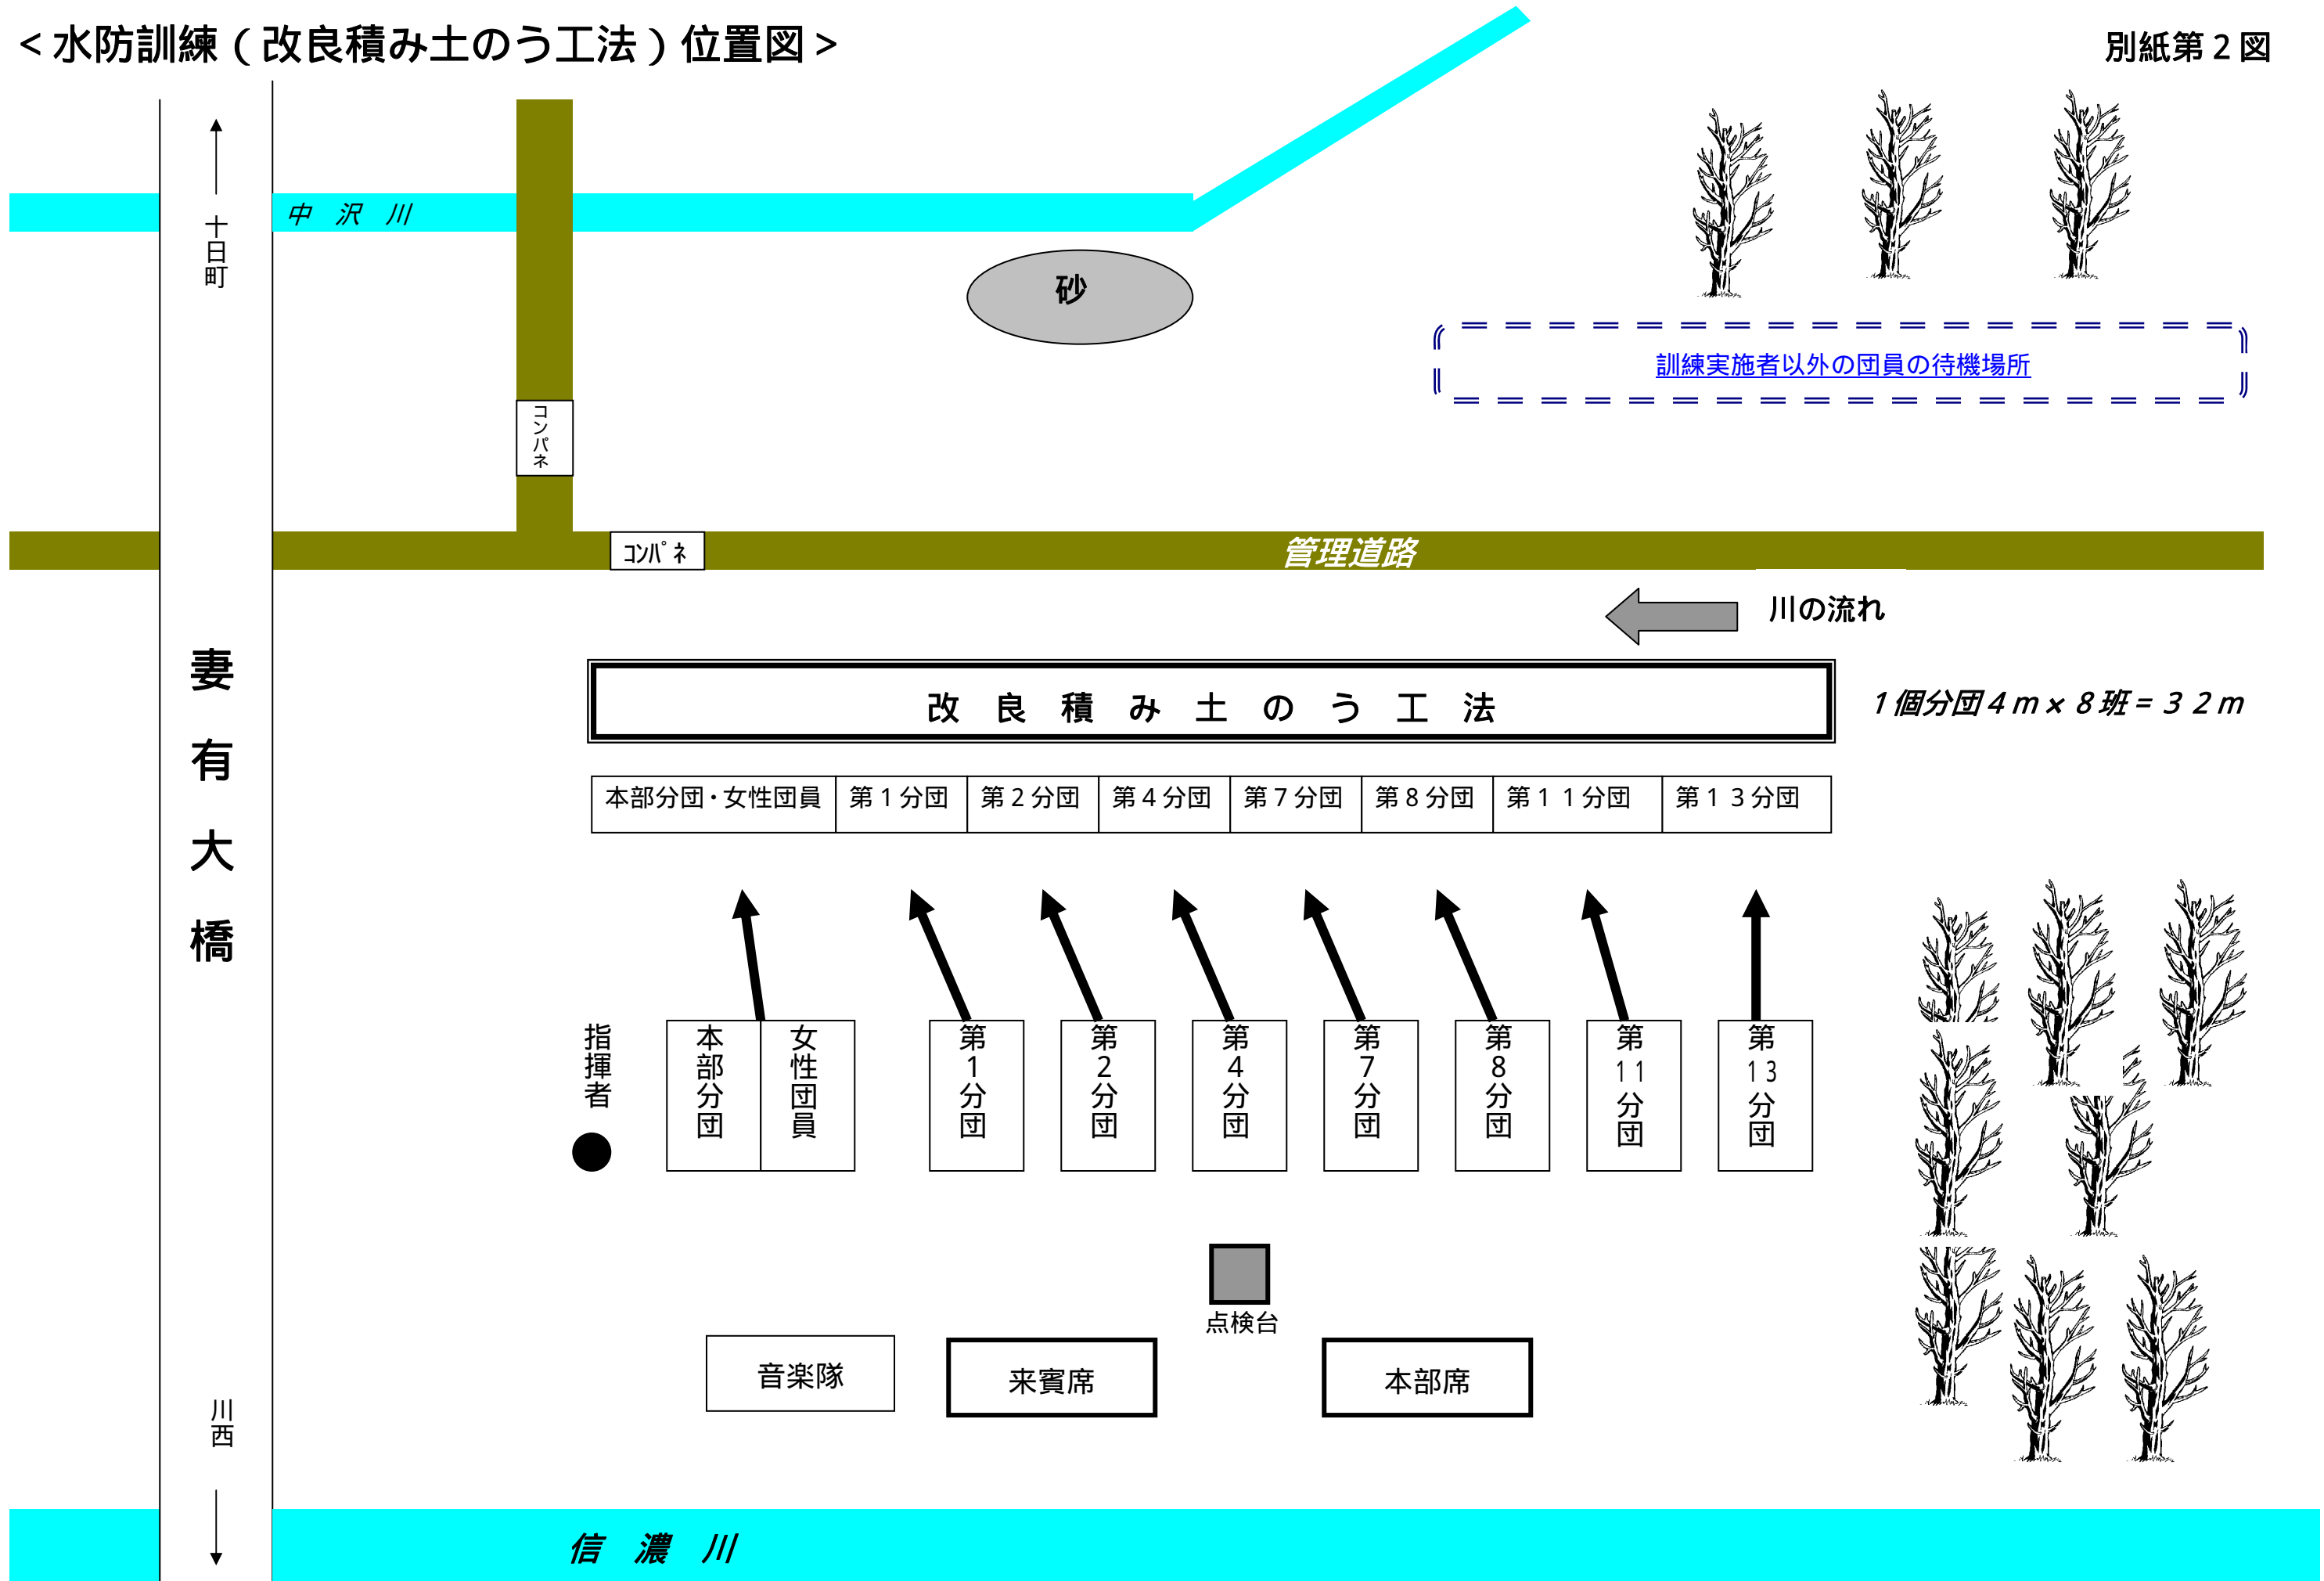 ＜水防訓練（改良積み土のう工法）位置図＞
別紙第２図
中　沢　川
十日町
砂
訓練実施者以外の団員の待機場所
コンパネ
ｺﾝﾊﾟﾈ
管理道路
川の流れ
妻有大橋
改　良　積　み　土　の　う　工　法
１個分団４ｍ×８班＝３２ｍ
本部分団・女性団員
第１分団
第２分団
第４分団
第７分団
第８分団
第１１分団
第１３分団
指揮者
本部分団
女性団員
第１分団
第２分団
第４分団
第７分団
第８分団
第11分団
第13分団
点検台
音楽隊
来賓席
本部席
川西
信　濃　川